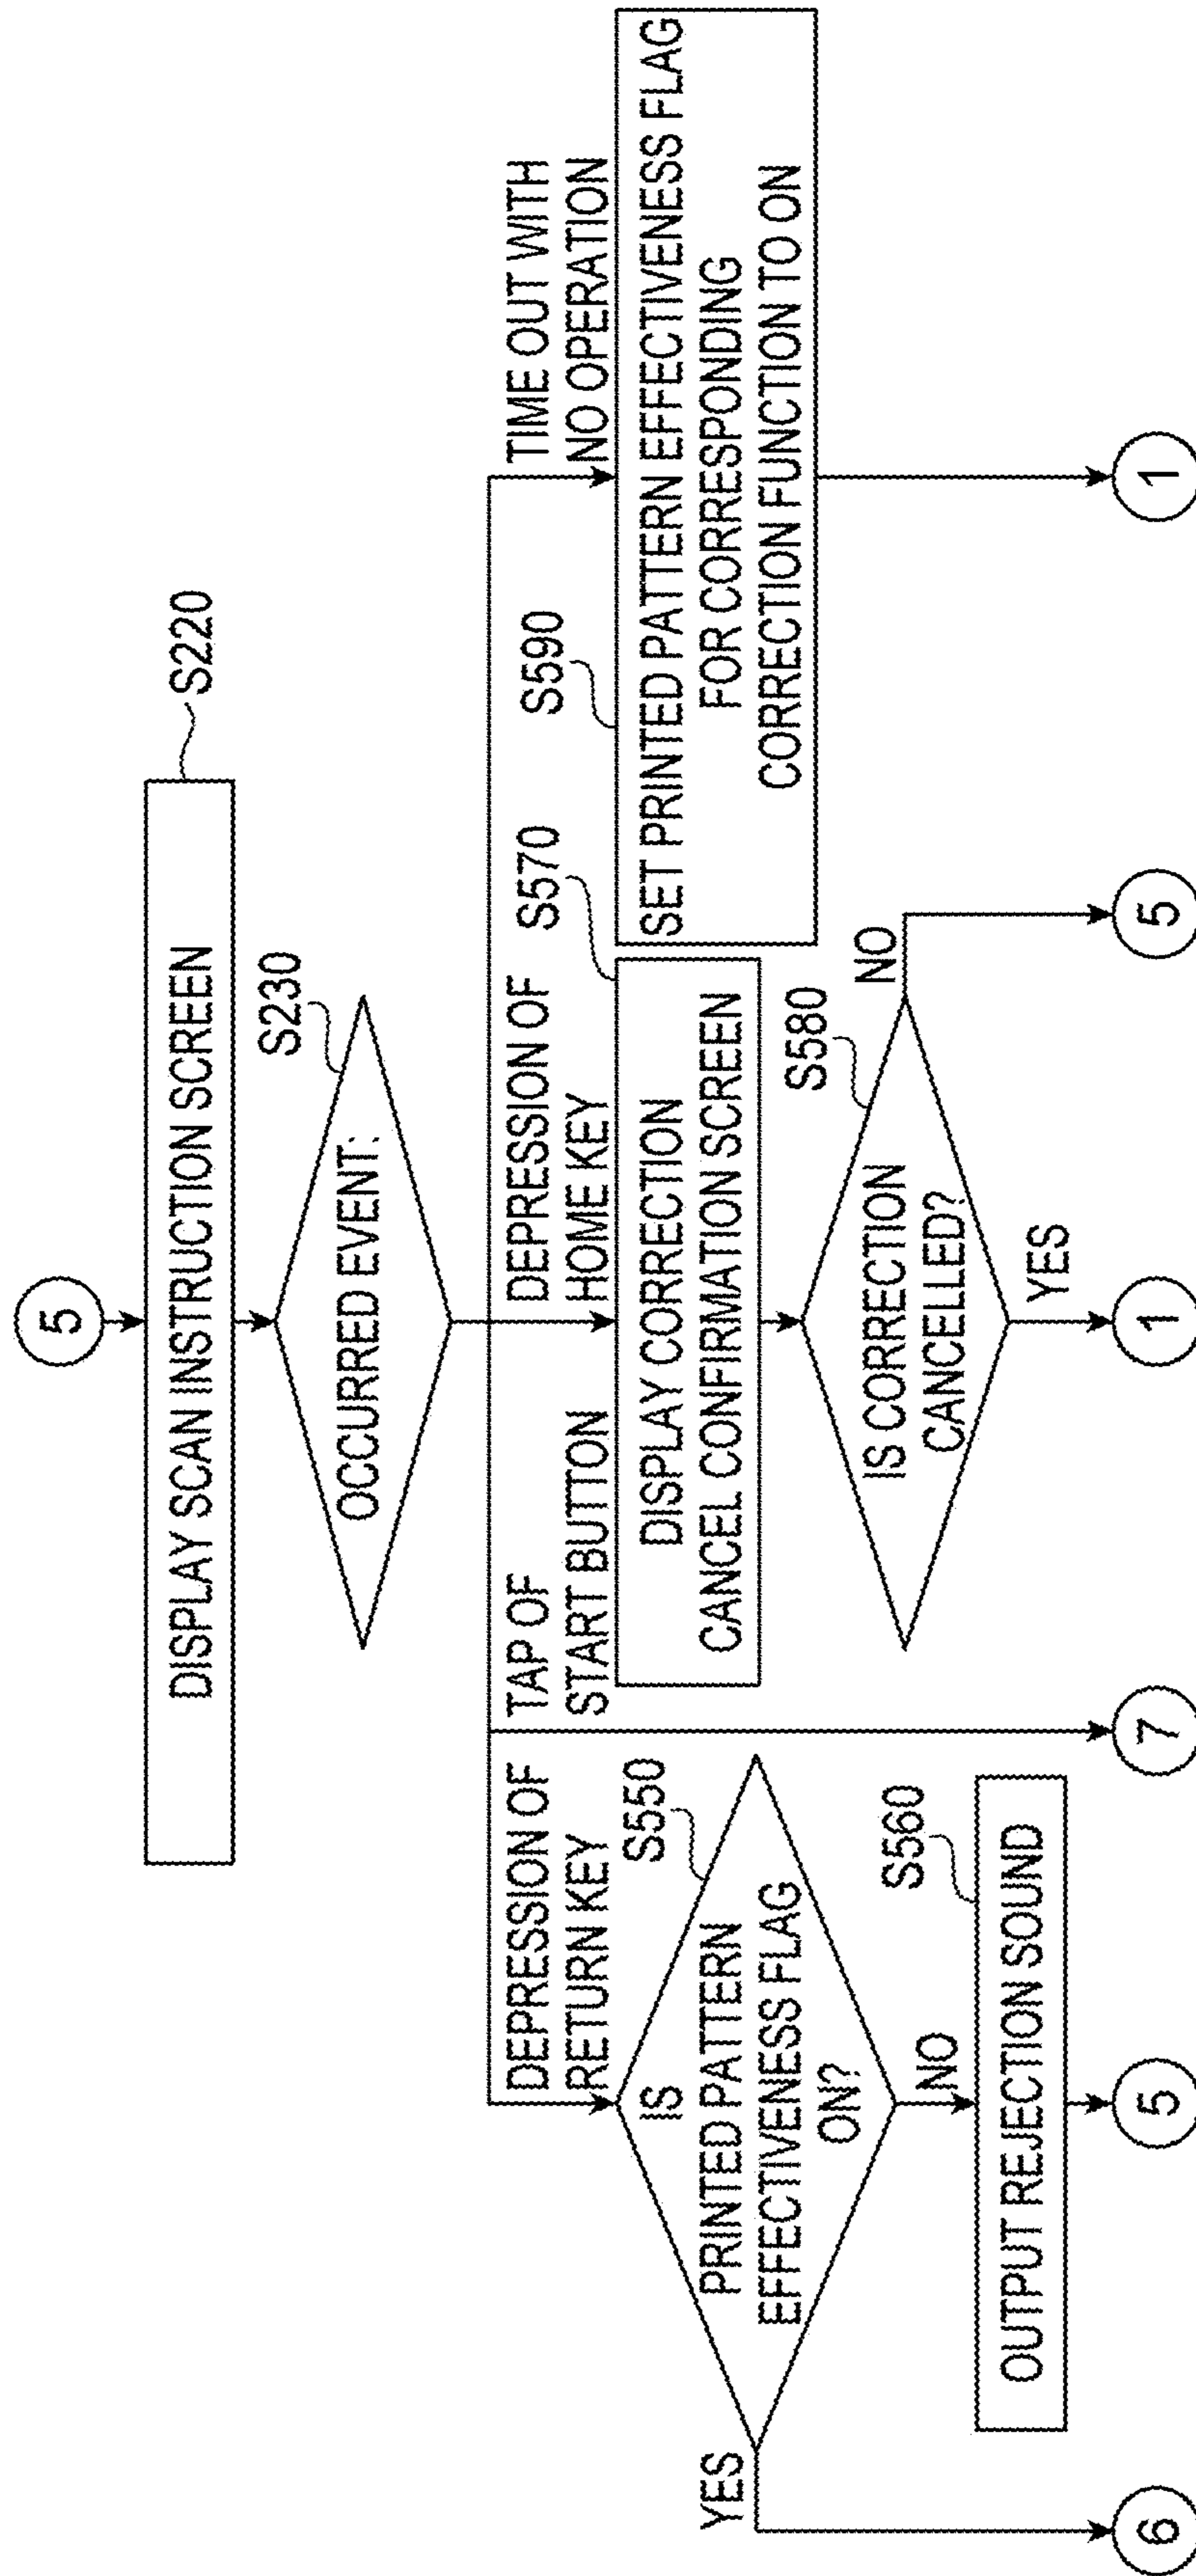 5
DISPLAY SCAN INSTRUCTION SCREEN
S220
OCCURRED EVENT:
S230
DEPRESSION OF
RETURN KEY
TAP OF
START BUTTON
DEPRESSION OF
HOME KEY
TIME OUT WITH
NO OPERATION
S550
IS
PRINTED PATTERN
EFFECTIVENESS FLAG
ON?
YES
NO
S560
OUTPUT REJECTION SOUND
S570
DISPLAY CORRECTION
CANCEL CONFIRMATION SCREEN
S580
IS CORRECTION
CANCELLED?
NO
YES
S590
SET PRINTED PATTERN EFFECTIVENESS FLAG
FOR CORRESPONDING
CORRECTION FUNCTION TO ON
6
5
7
1
5
1